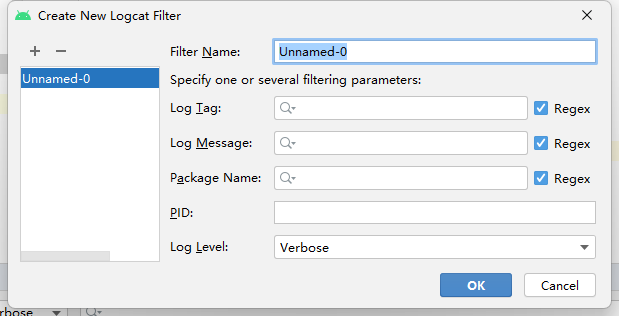 Create New Logcat Filter
Filter Name: Unnamed-0
Unnamed-0
Specify one or several filtering parameters:
Log Tag: Regex
Log Message: Regex
Package Name: Regex
PID:
Log Level: Verbose
OK Cancel